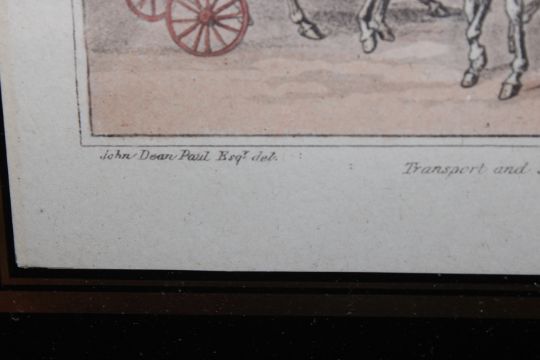 John Dean Paul Esqr. del.
Transport and